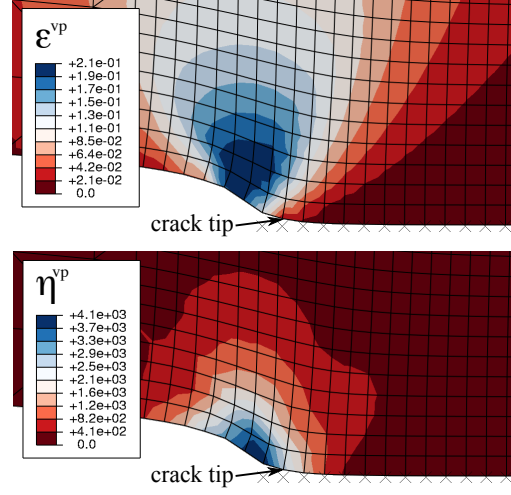 ε^vp
+2.1e-01
+1.9e-01
+1.7e-01
+1.5e-01
+1.3e-01
+1.1e-01
+8.5e-02
+6.4e-02
+4.2e-02
+2.1e-02
0.0
crack tip
η^vp
+4.1e+03
+3.7e+03
+3.3e+03
+2.9e+03
+2.5e+03
+2.1e+03
+1.6e+03
+1.2e+03
+8.2e+02
+4.1e+02
0.0
crack tip